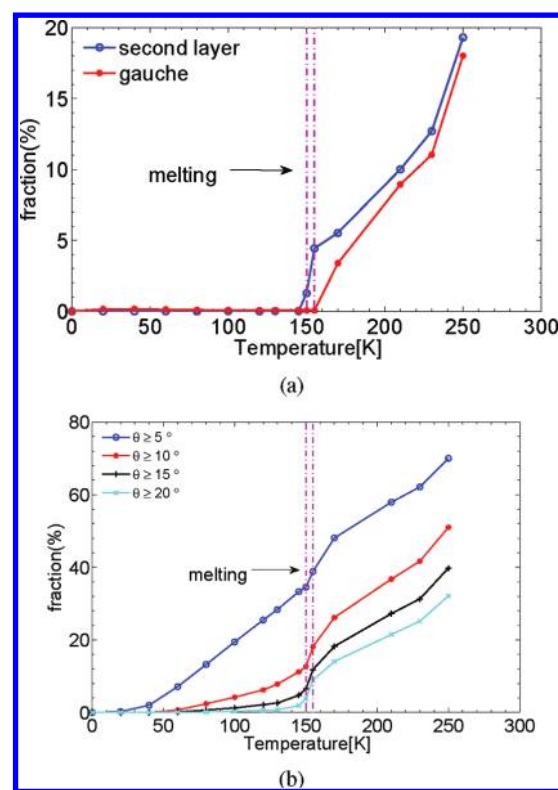 20
15
10
5
0
fraction(%)
second layer
gauche
melting
0 50 100 150 200 250 300
Temperature[K]
(a)
80
60
40
20
0
fraction(%)
θ ≥ 5 °
θ ≥ 10 °
θ ≥ 15 °
θ ≥ 20 °
melting
0 50 100 150 200 250 300
Temperature[K]
(b)